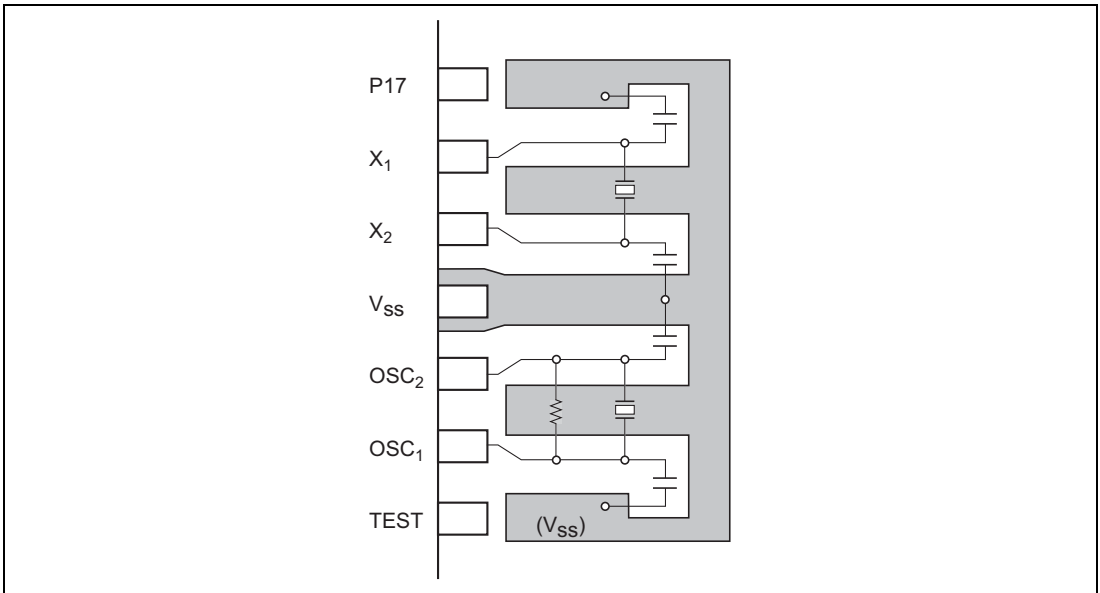 P17
X₁
X₂
VSS
OSC₂
OSC₁
TEST
(VSS)